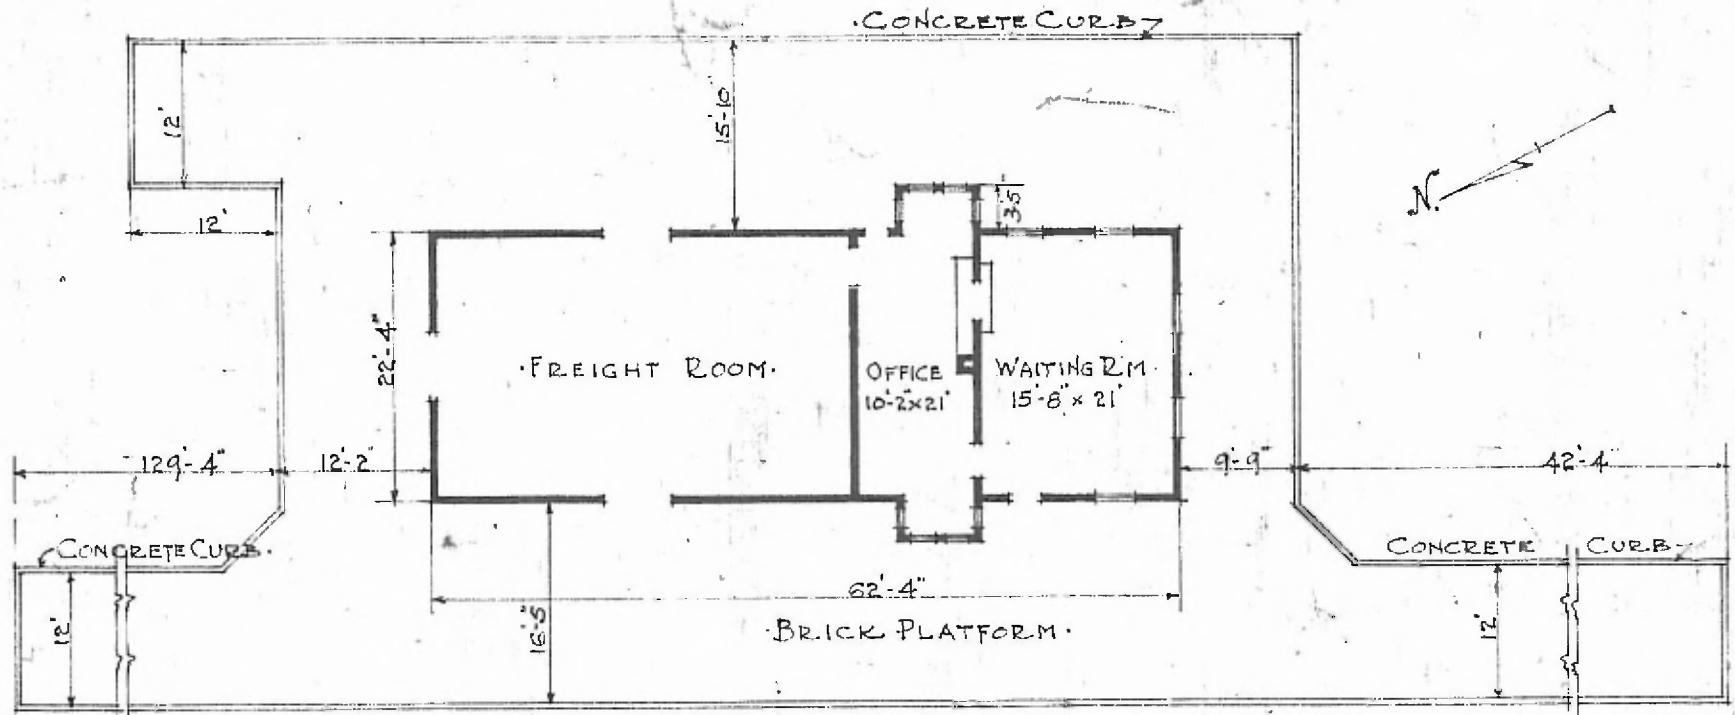 ·CONCRETE CURB
12'
15'-10"
12'
3.5'
N.
22'-4"
·FREIGHT ROOM·
OFFICE
10'-2"x21'
WAITING RM·
15'-8" x 21'
129'-4"
12'-2"
9'-9"
42'-4"
CONCRETE CURB·
CONCRETE CURB
62'-4"
12'
16'-5"
·BRICK PLATFORM·
12'